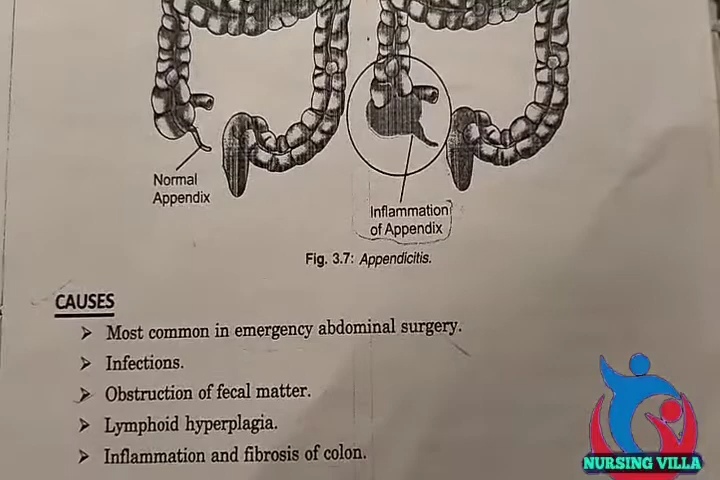 Normal
Appendix
Inflammation
of Appendix
Fig. 3.7: Appendicitis.
CAUSES
➢ Most common in emergency abdominal surgery.
➢ Infections.
➢ Obstruction of fecal matter.
➢ Lymphoid hyperplagia.
➢ Inflammation and fibrosis of colon.
NURSING VILLA